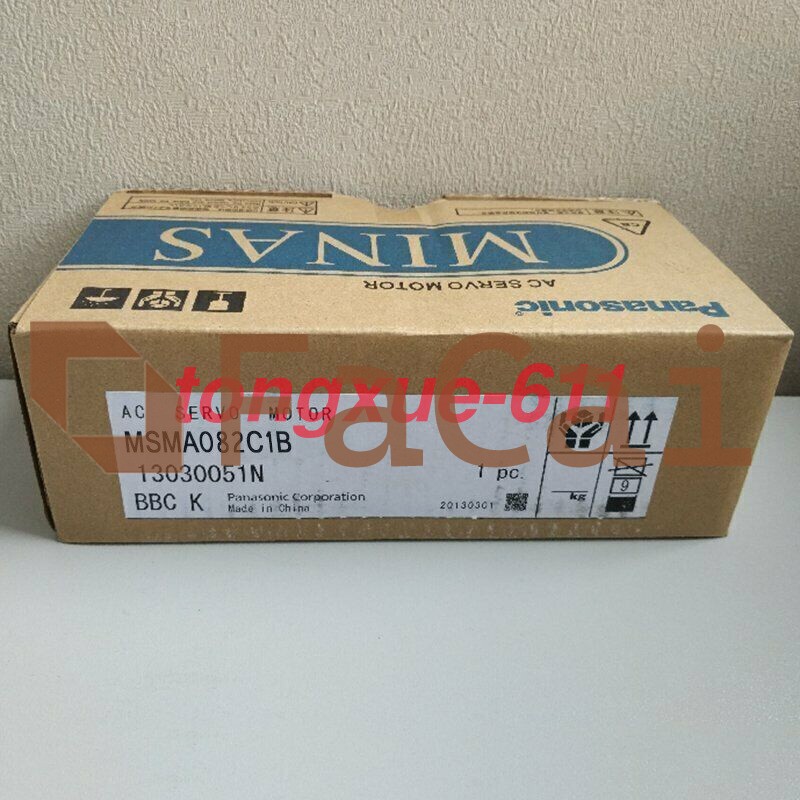 MINAS
AC SERVO MOTOR
Panasonic
FaCui
tongxue-611
AC SERVO MOTOR
MSMA082C1B
13030051N
1 pc.
BBC K
Panasonic Corporation
Made in China
20130301
kg
9